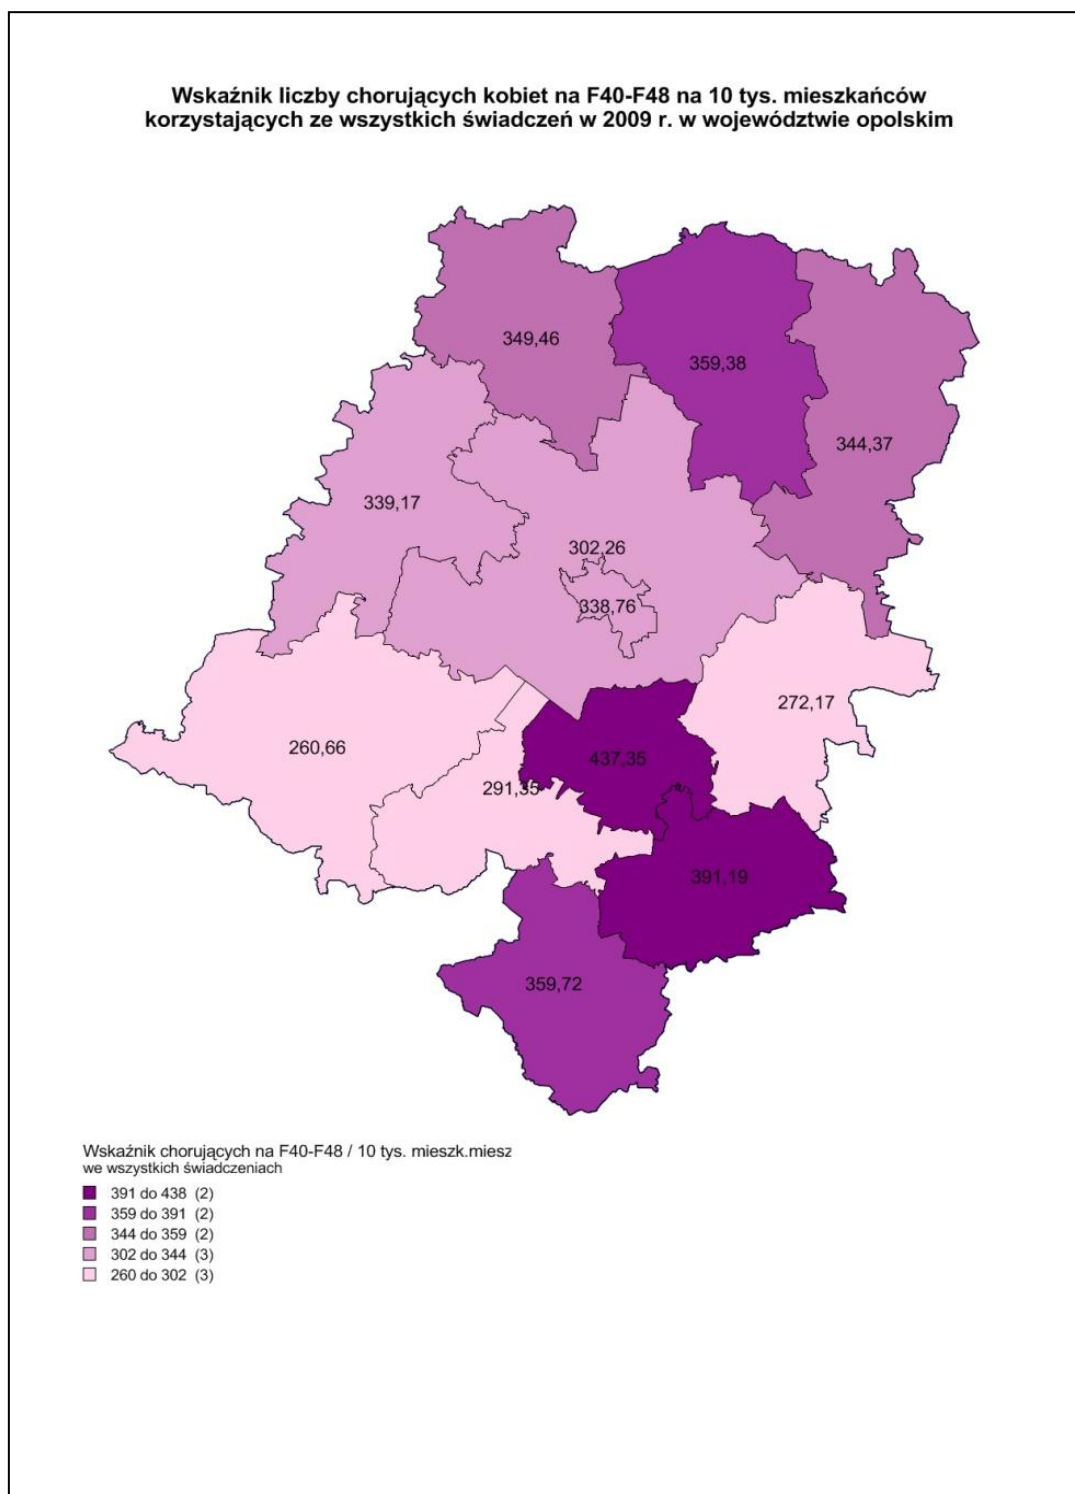 Wskaźnik liczby chorujących kobiet na F40-F48 na 10 tys. mieszkańców
korzystających ze wszystkich świadczeń w 2009 r. w województwie opolskim
349,46
359,38
344,37
339,17
302,26
338,76
272,17
260,66
437,35
291,35
391,19
359,72
Wskaźnik chorujących na F40-F48 / 10 tys. mieszk.miesz
we wszystkich świadczeniach
391 do 438 (2)
359 do 391 (2)
344 do 359 (2)
302 do 344 (3)
260 do 302 (3)